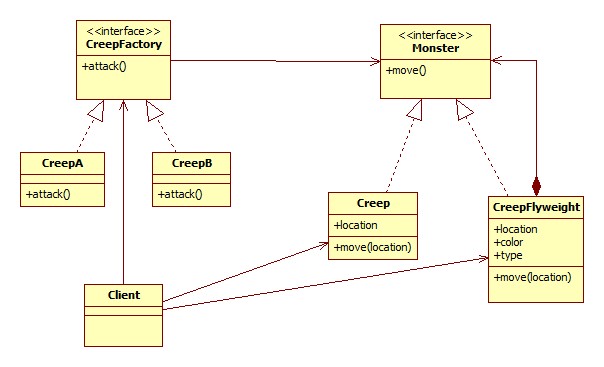 <<interface>>
CreepFactory
+attack()
<<interface>>
Monster
+move()
CreepA
+attack()
CreepB
+attack()
Creep
+location
+move(location)
CreepFlyweight
+location
+color
+type
+move(location)
Client